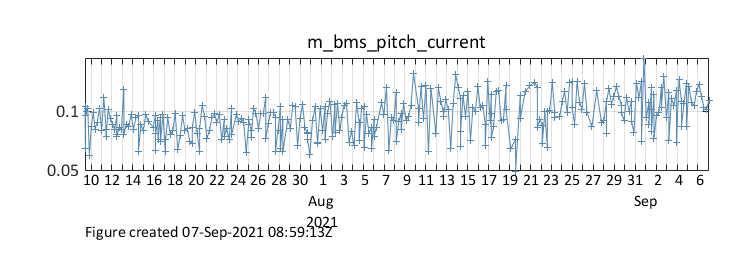 m_bms_pitch_current
0.1
0.05
10 12 14 16 18 20 22 24 26 28 30 1 3 5 7 9 11 13 15 17 19 21 23 25 27 29 31 2 4 6
Aug Sep
2021
Figure created 07-Sep-2021 08:59:13Z